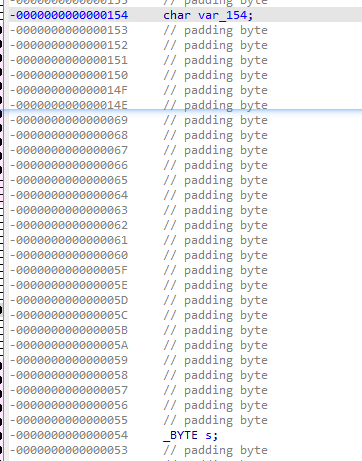 -0000000000000154 char var_154;
-0000000000000153 // padding byte
-0000000000000152 // padding byte
-0000000000000151 // padding byte
-0000000000000150 // padding byte
-000000000000014F // padding byte
-000000000000014E // padding byte
-0000000000000069 // padding byte
-0000000000000068 // padding byte
-0000000000000067 // padding byte
-0000000000000066 // padding byte
-0000000000000065 // padding byte
-0000000000000064 // padding byte
-0000000000000063 // padding byte
-0000000000000062 // padding byte
-0000000000000061 // padding byte
-0000000000000060 // padding byte
-000000000000005F // padding byte
-000000000000005E // padding byte
-000000000000005D // padding byte
-000000000000005C // padding byte
-000000000000005B // padding byte
-000000000000005A // padding byte
-0000000000000059 // padding byte
-0000000000000058 // padding byte
-0000000000000057 // padding byte
-0000000000000056 // padding byte
-0000000000000055 // padding byte
-0000000000000054 _BYTE s;
-0000000000000053 // padding byte